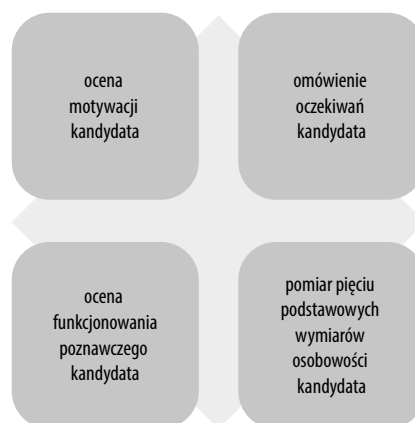 ocena
motywacji
kandydata
omówienie
oczekiwań
kandydata
ocena
funkcjonowania
poznawczego
kandydata
pomiar pięciu
podstawowych
wymiarów
osobowości
kandydata